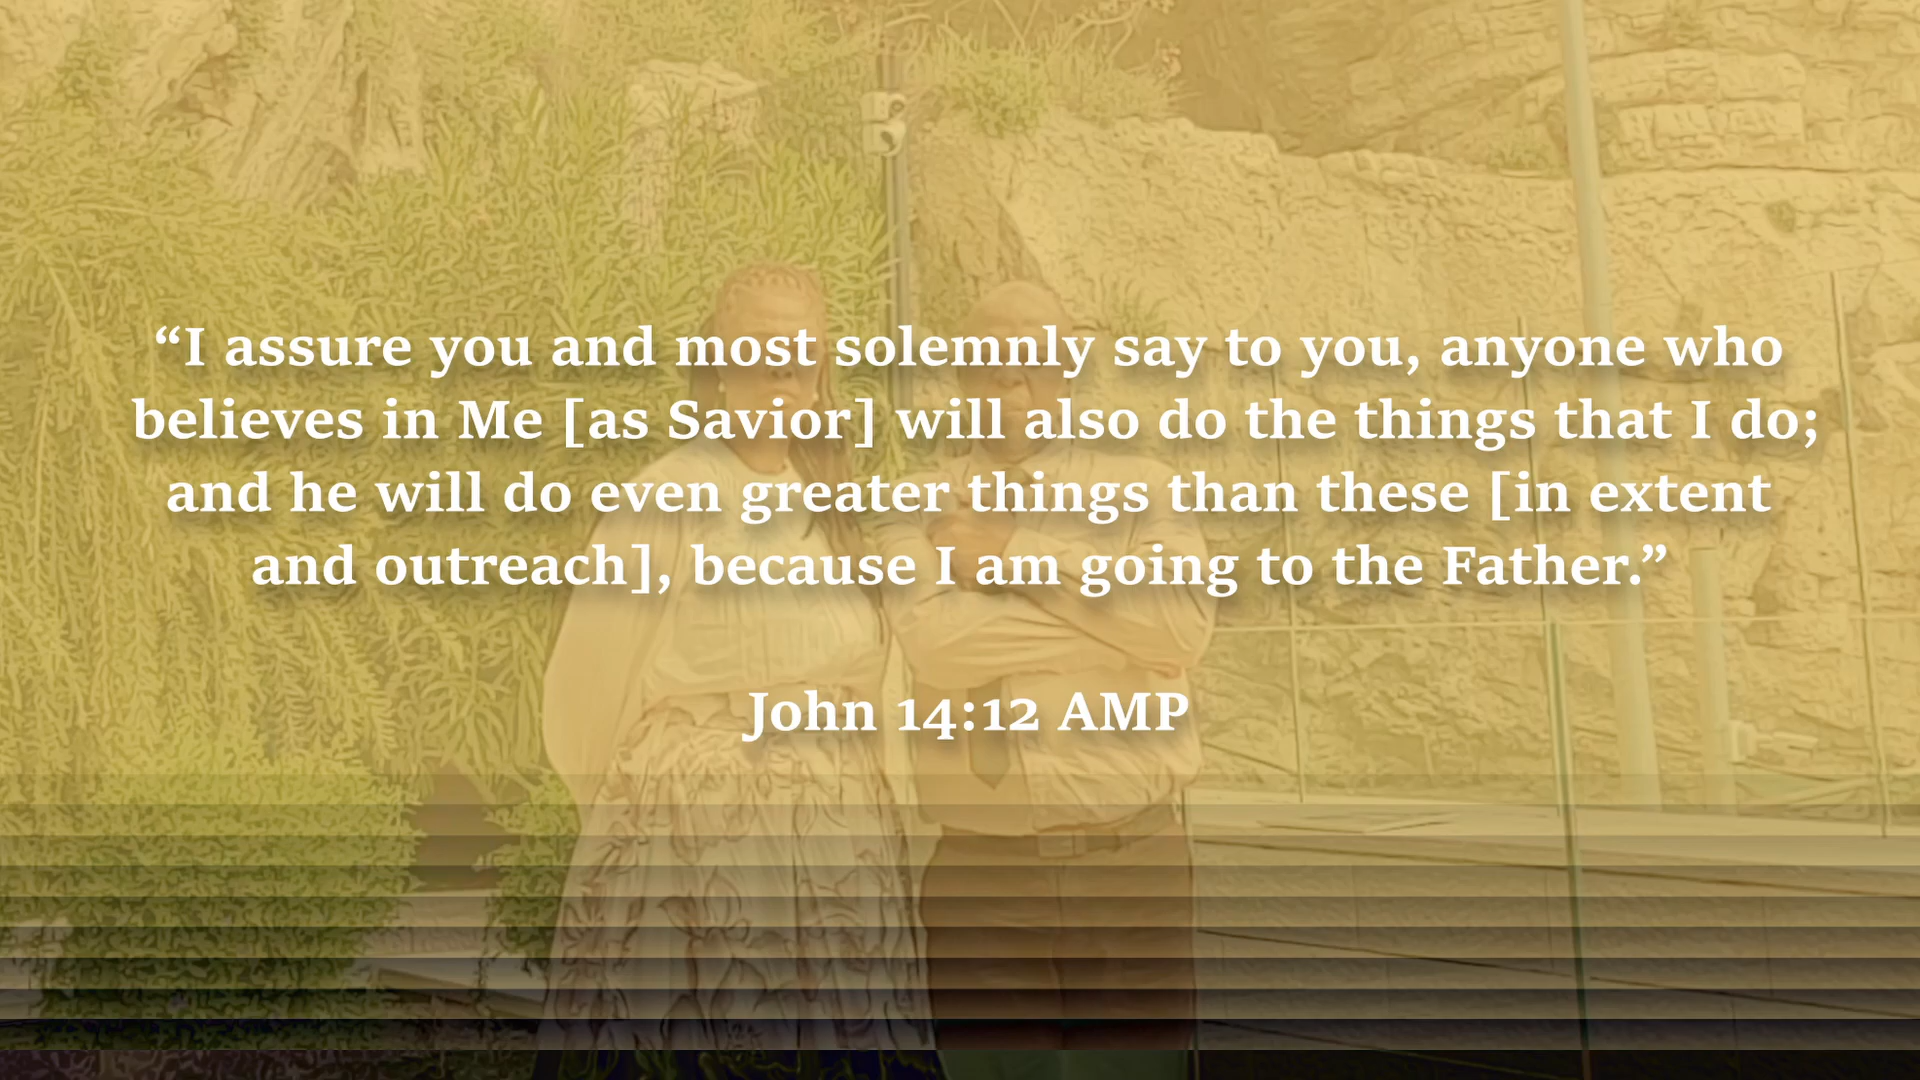 “I assure you and most solemnly say to you, anyone who
believes in Me [as Savior] will also do the things that I do;
and he will do even greater things than these [in extent
and outreach], because I am going to the Father.”
John 14:12 AMP